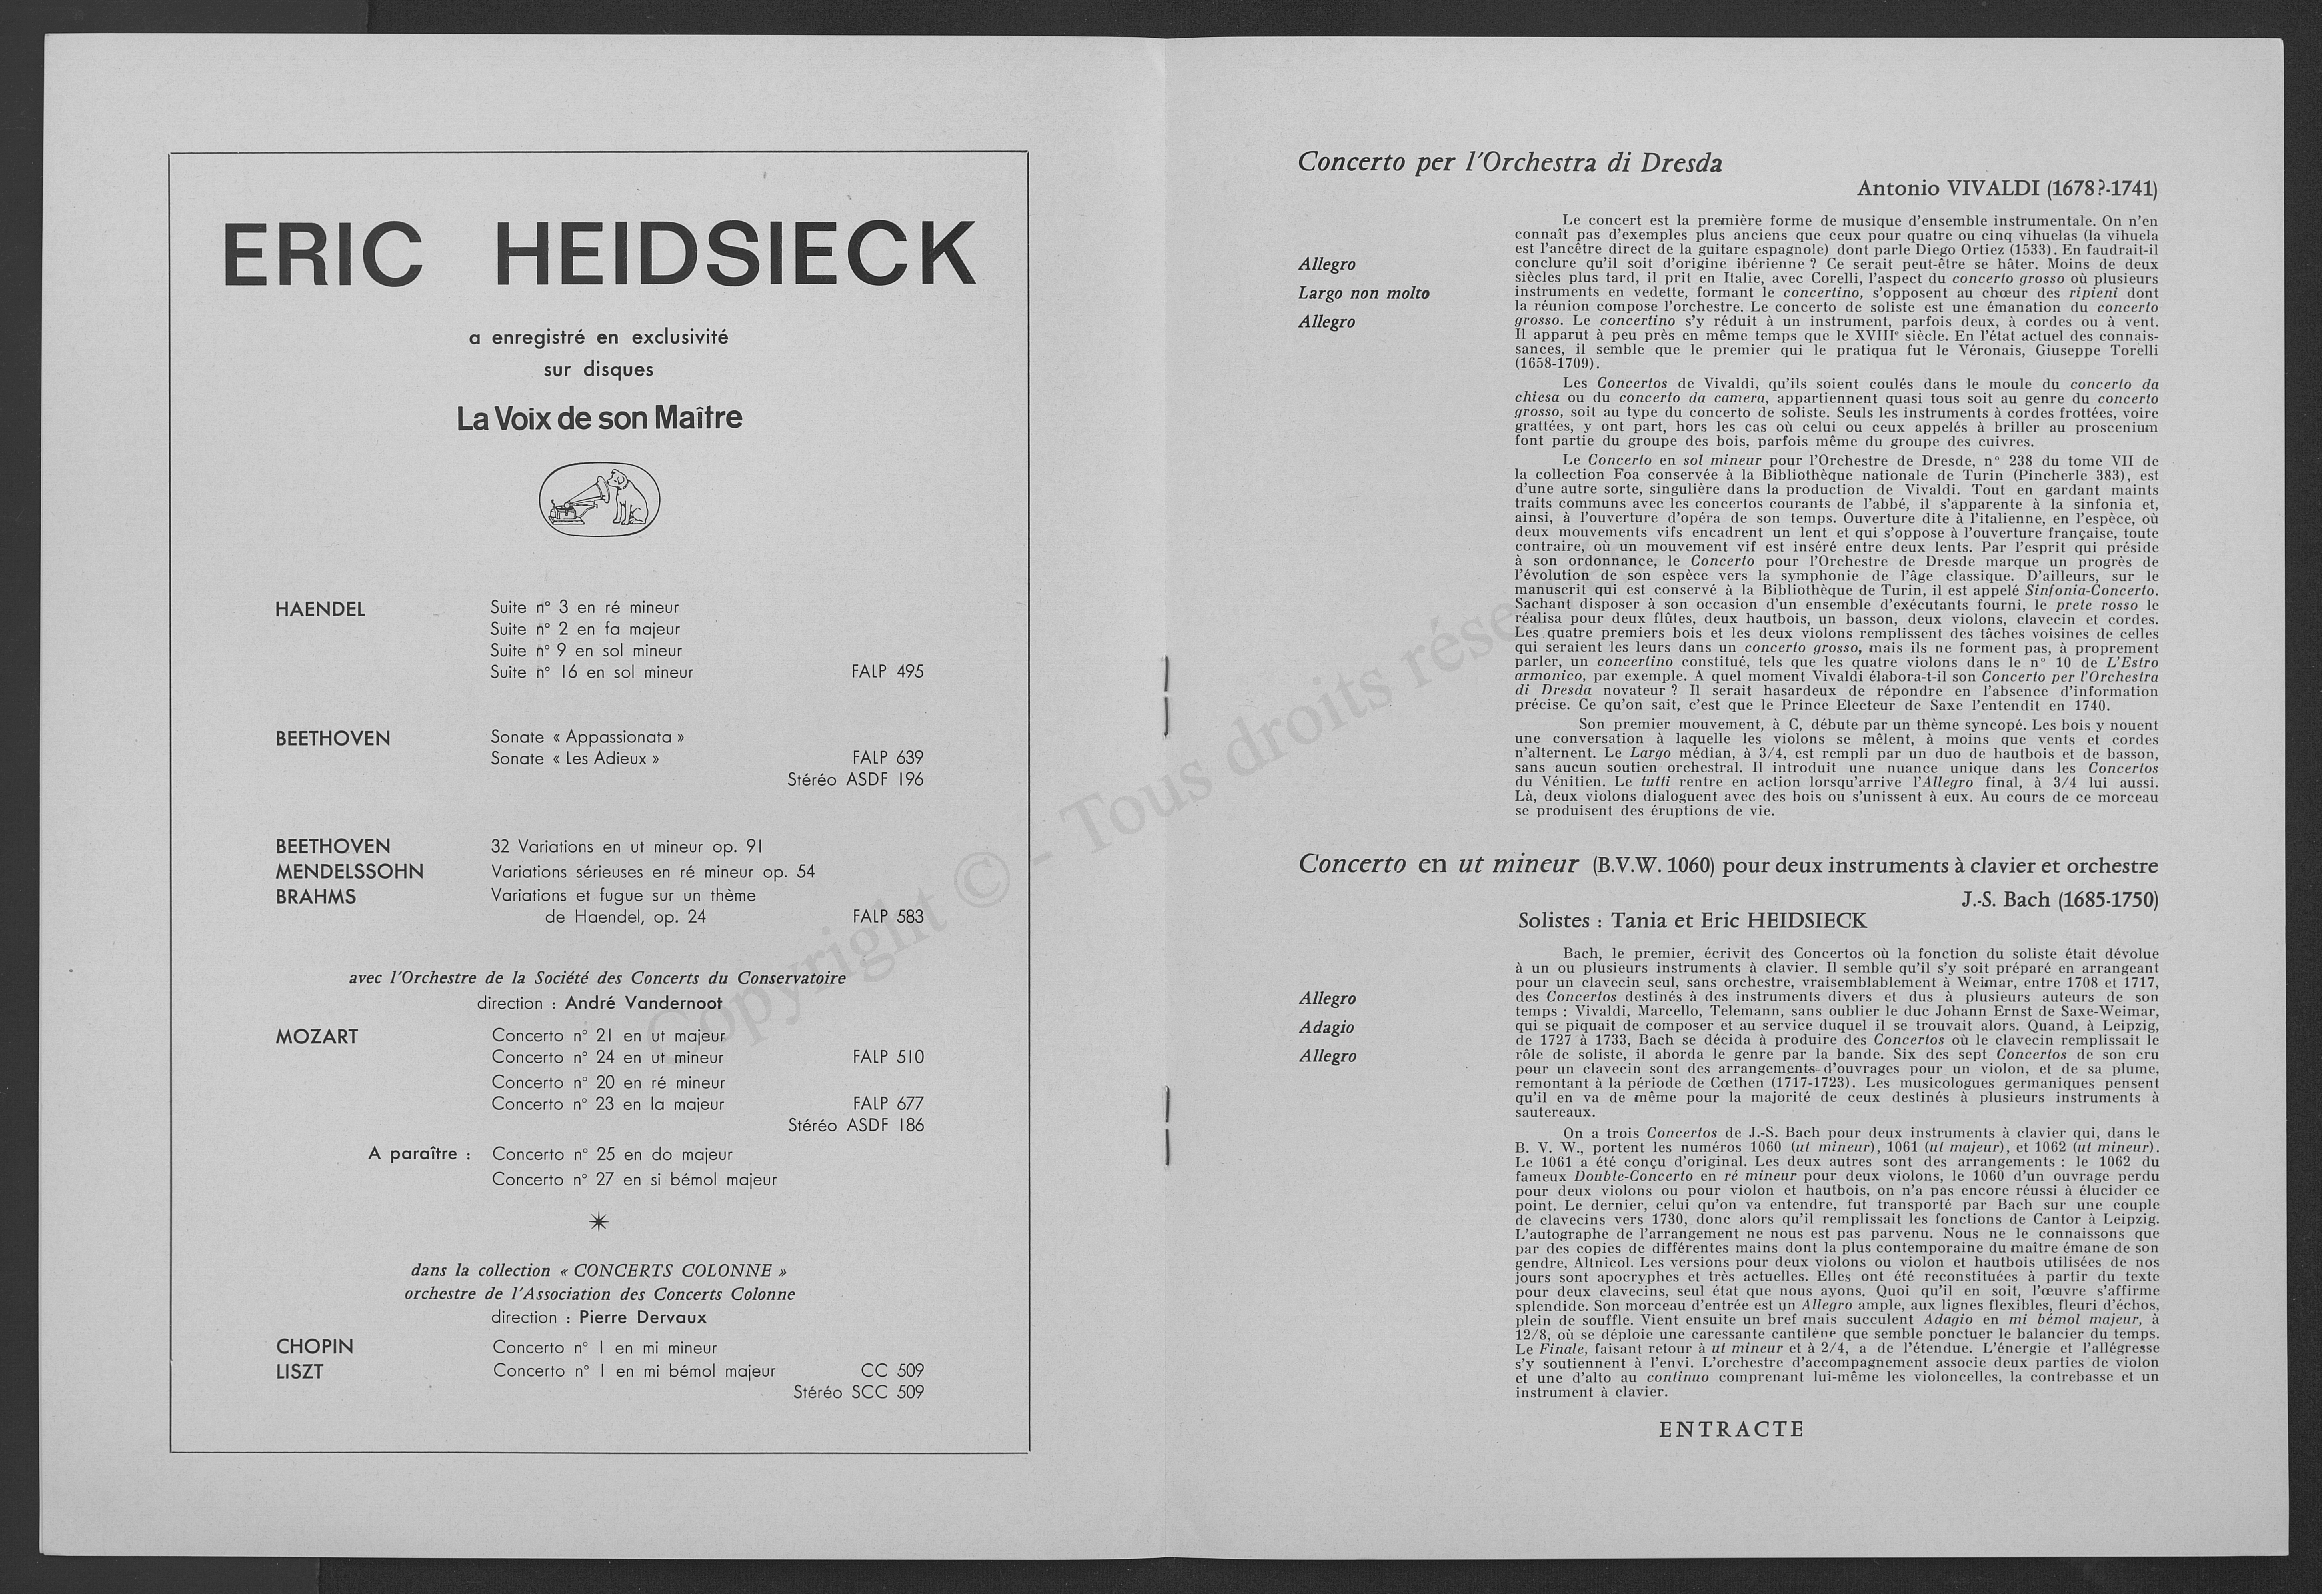 ERIC HEIDSIECK
a enregistré en exclusivité
sur disques
La Voix de son Maître
HAENDEL Suite n° 3 en ré mineur
Suite n° 2 en fa majeur
Suite n° 9 en sol mineur
Suite n° 16 en sol mineur FALP 495
BEETHOVEN Sonate « Appassionata »
Sonate « Les Adieux » FALP 639
Stéréo ASDF 196
BEETHOVEN 32 Variations en ut mineur op. 91
MENDELSSOHN Variations sérieuses en ré mineur op. 54
BRAHMS Variations et fugue sur un thème
de Haendel, op. 24 FALP 583
avec l'Orchestre de la Société des Concerts du Conservatoire
direction : André Vandernoot
MOZART Concerto n° 21 en ut majeur
Concerto n° 24 en ut mineur FALP 510
Concerto n° 20 en ré mineur
Concerto n° 23 en la majeur FALP 677
Stéréo ASDF 186
A paraître : Concerto n° 25 en do majeur
Concerto n° 27 en si bémol majeur
dans la collection « CONCERTS COLONNE »
orchestre de l'Association des Concerts Colonne
direction : Pierre Dervaux
CHOPIN Concerto n° 1 en mi mineur
LISZT Concerto n° 1 en mi bémol majeur CC 509
Stéréo SCC 509
Concerto per l'Orchestra di Dresda
Antonio VIVALDI (1678?-1741)
Allegro
Largo non molto
Allegro
Le concert est la première forme de musique d'ensemble instrumentale. On n'en
connaît pas d'exemples plus anciens que ceux pour quatre ou cinq vihuelas (la vihuela
est l'ancêtre direct de la guitare espagnole) dont parle Diego Ortiez (1533). En faudrait-il
conclure qu'il soit d'origine ibérienne ? Ce serait peut-être se hâter. Moins de deux
siècles plus tard, il prit en Italie, avec Corelli, l'aspect du concerto grosso où plusieurs
instruments en vedette, formant le concertino, s'opposent au chœur des ripieni dont
la réunion compose l'orchestre. Le concerto de soliste est une émanation du concerto
grosso. Le concertino s'y réduit à un instrument, parfois deux, à cordes ou à vent.
Il apparut à peu près en même temps que le XVIIIe siècle. En l'état actuel des connais-
sances, il semble que le premier qui le pratiqua fut le Véronais, Giuseppe Torelli
(1658-1709).
Les Concertos de Vivaldi, qu'ils soient coulés dans le moule du concerto da
chiesa ou du concerto da camera, appartiennent quasi tous soit au genre du concerto
grosso, soit au type du concerto de soliste. Seuls les instruments à cordes frottées, voire
grattées, y ont part, hors les cas où celui ou ceux appelés à briller au proscenium
font partie du groupe des bois, parfois même du groupe des cuivres.
Le Concerto en sol mineur pour l'Orchestre de Dresde, n° 238 du tome VII de
la collection Foa conservée à la Bibliothèque nationale de Turin (Pincherle 383), est
d'une autre sorte, singulière dans la production de Vivaldi. Tout en gardant maints
traits communs avec les concertos courants de l'abbé, il s'apparente à la sinfonia et,
ainsi, à l'ouverture d'opéra de son temps. Ouverture dite à l'italienne, en l'espèce, où
deux mouvements vifs encadrent un lent et qui s'oppose à l'ouverture française, toute
contraire, où un mouvement vif est inséré entre deux lents. Par l'esprit qui préside
à son ordonnance, le Concerto pour l'Orchestre de Dresde marque un progrès de
l'évolution de son espèce vers la symphonie de l'âge classique. D'ailleurs, sur le
manuscrit qui est conservé à la Bibliothèque de Turin, il est appelé Sinfonia-Concerto.
Sachant disposer à son occasion d'un ensemble d'exécutants fourni, le prete rosso le
réalisa pour deux flûtes, deux hautbois, un basson, deux violons, clavecin et cordes.
Les quatre premiers bois et les deux violons remplissent des tâches voisines de celles
qui seraient les leurs dans un concerto grosso, mais ils ne forment pas, à proprement
parler, un concertino constitué, tels que les quatre violons dans le n° 10 de L'Estro
armonico, par exemple. A quel moment Vivaldi élabora-t-il son Concerto per l'Orchestra
di Dresda novateur ? Il serait hasardeux de répondre en l'absence d'information
précise. Ce qu'on sait, c'est que le Prince Electeur de Saxe l'entendit en 1740.
Son premier mouvement, à C, débute par un thème syncopé. Les bois y nouent
une conversation à laquelle les violons se mêlent, à moins que vents et cordes
n'alternent. Le Largo médian, à 3/4, est rempli par un duo de hautbois et de basson,
sans aucun soutien orchestral. Il introduit une nuance unique dans les Concertos
du Vénitien. Le tutti rentre en action lorsqu'arrive l'Allegro final, à 3/4 lui aussi.
Là, deux violons dialoguent avec des bois ou s'unissent à eux. Au cours de ce morceau
se produisent des éruptions de vie.
Concerto en ut mineur (B.V.W. 1060) pour deux instruments à clavier et orchestre
J.-S. Bach (1685-1750)
Solistes : Tania et Eric HEIDSIECK
Allegro
Adagio
Allegro
Bach, le premier, écrivit des Concertos où la fonction du soliste était dévolue
à un ou plusieurs instruments à clavier. Il semble qu'il s'y soit préparé en arrangeant
pour un clavecin seul, sans orchestre, vraisemblablement à Weimar, entre 1708 et 1717,
des Concertos destinés à des instruments divers et dus à plusieurs auteurs de son
temps : Vivaldi, Marcello, Telemann, sans oublier le duc Johann Ernst de Saxe-Weimar,
qui se piquait de composer et au service duquel il se trouvait alors. Quand, à Leipzig,
de 1727 à 1733, Bach se décida à produire des Concertos où le clavecin remplissait le
rôle de soliste, il aborda le genre par la bande. Six des sept Concertos de son cru
pour un clavecin sont des arrangements d'ouvrages pour un violon, et de sa plume,
remontant à la période de Cœthen (1717-1723). Les musicologues germaniques pensent
qu'il en va de même pour la majorité de ceux destinés à plusieurs instruments à
sautereaux.
On a trois Concertos de J.-S. Bach pour deux instruments à clavier qui, dans le
B. V. W., portent les numéros 1060 (ut mineur), 1061 (ut majeur), et 1062 (ut mineur).
Le 1061 a été conçu d'original. Les deux autres sont des arrangements : le 1062 du
fameux Double-Concerto en ré mineur pour deux violons, le 1060 d'un ouvrage perdu
pour deux violons ou pour violon et hautbois, on n'a pas encore réussi à élucider ce
point. Le dernier, celui qu'on va entendre, fut transporté par Bach sur une couple
de clavecins vers 1730, donc alors qu'il remplissait les fonctions de Cantor à Leipzig.
L'autographe de l'arrangement ne nous est pas parvenu. Nous ne le connaissons que
par des copies de différentes mains dont la plus contemporaine du maître émane de son
gendre, Altnicol. Les versions pour deux violons ou violon et hautbois utilisées de nos
jours sont apocryphes et très actuelles. Elles ont été reconstituées à partir du texte
pour deux clavecins, seul état que nous ayons. Quoi qu'il en soit, l'œuvre s'affirme
splendide. Son morceau d'entrée est un Allegro ample, aux lignes flexibles, fleuri d'échos,
plein de souffle. Vient ensuite un bref mais succulent Adagio en mi bémol majeur, à
12/8, où se déploie une caressante cantilène que semble ponctuer le balancier du temps.
Le Finale, faisant retour à ut mineur et à 2/4, a de l'étendue. L'énergie et l'allégresse
s'y soutiennent à l'envi. L'orchestre d'accompagnement associe deux parties de violon
et une d'alto au continuo comprenant lui-même les violoncelles, la contrebasse et un
instrument à clavier.
ENTRACTE
Copyright © - Tous droits rése